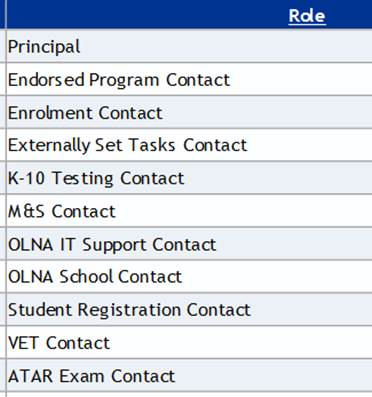 Role
Principal
Endorsed Program Contact
Enrolment Contact
Externally Set Tasks Contact
K-10 Testing Contact
M&S Contact
OLNA IT Support Contact
OLNA School Contact
Student Registration Contact
VET Contact
ATAR Exam Contact